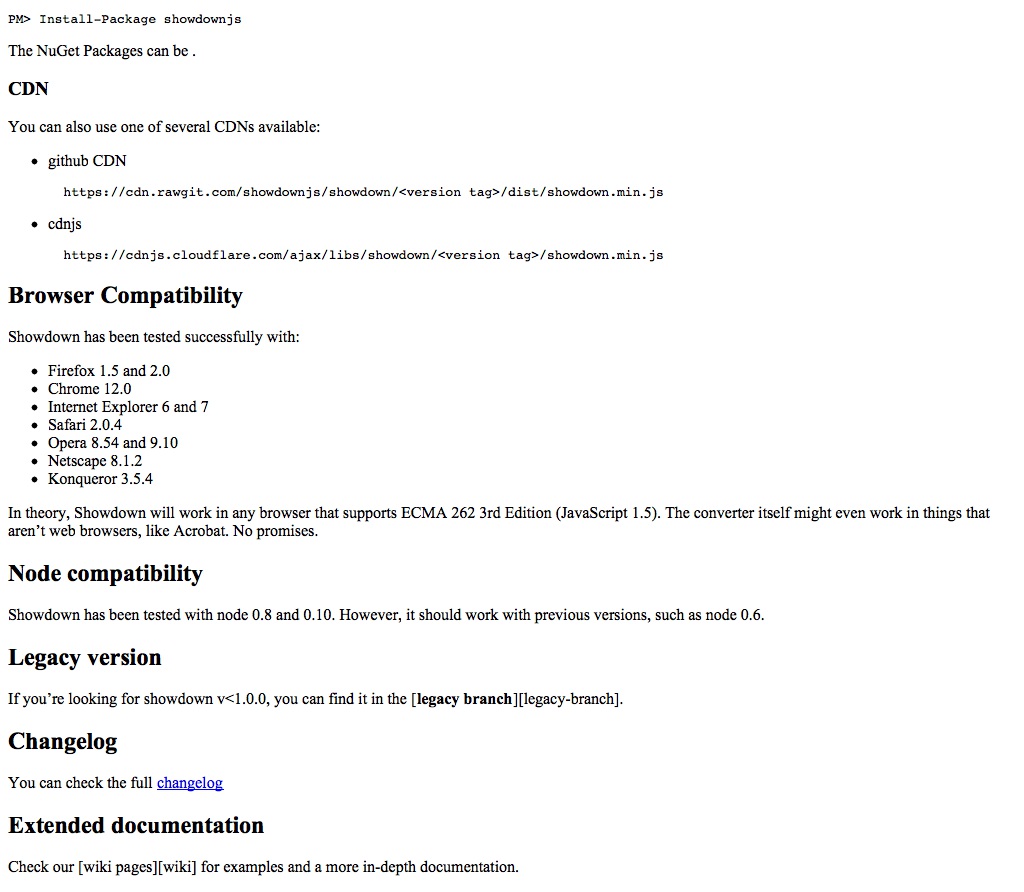 PM> Install-Package showdownjs
The NuGet Packages can be .
CDN
You can also use one of several CDNs available:
• github CDN
https://cdn.rawgit.com/showdownjs/showdown/<version tag>/dist/showdown.min.js
• cdnjs
https://cdnjs.cloudflare.com/ajax/libs/showdown/<version tag>/showdown.min.js
Browser Compatibility
Showdown has been tested successfully with:
• Firefox 1.5 and 2.0
• Chrome 12.0
• Internet Explorer 6 and 7
• Safari 2.0.4
• Opera 8.54 and 9.10
• Netscape 8.1.2
• Konqueror 3.5.4
In theory, Showdown will work in any browser that supports ECMA 262 3rd Edition (JavaScript 1.5). The converter itself might even work in things that
aren’t web browsers, like Acrobat. No promises.
Node compatibility
Showdown has been tested with node 0.8 and 0.10. However, it should work with previous versions, such as node 0.6.
Legacy version
If you’re looking for showdown v<1.0.0, you can find it in the [legacy branch][legacy-branch].
Changelog
You can check the full changelog
Extended documentation
Check our [wiki pages][wiki] for examples and a more in-depth documentation.